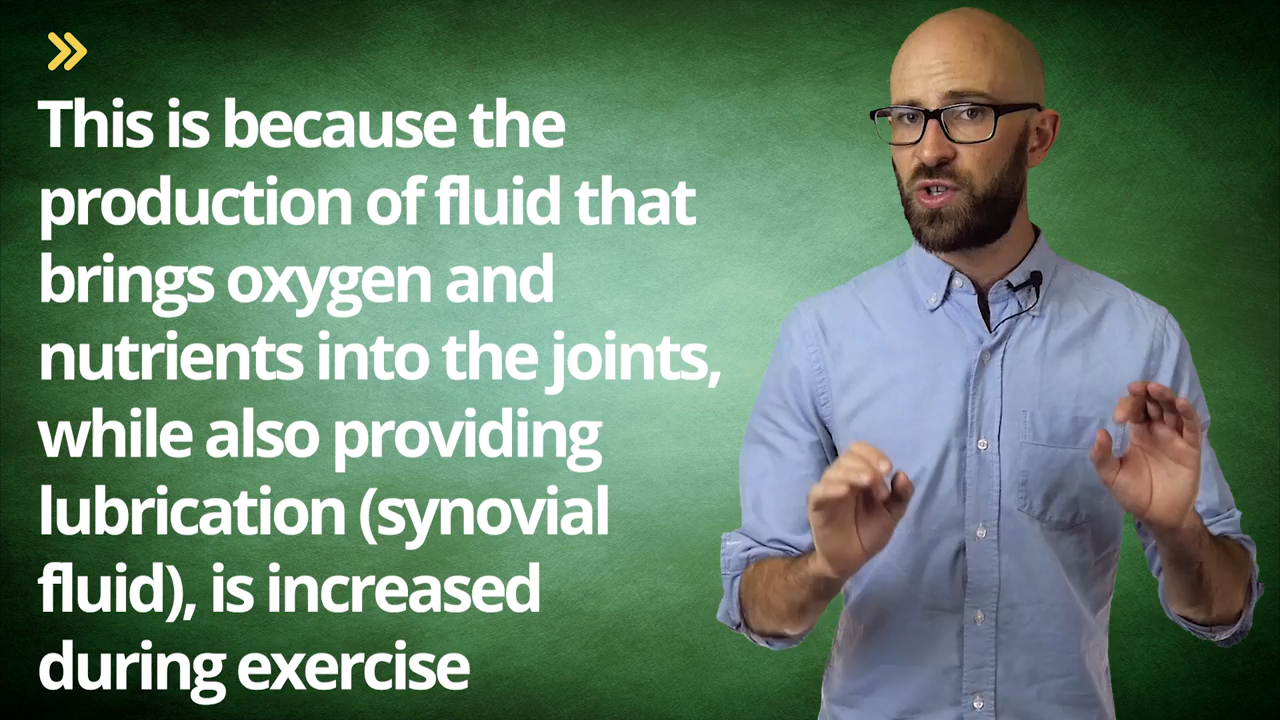 This is because the
production of fluid that
brings oxygen and
nutrients into the joints,
while also providing
lubrication (synovial
fluid), is increased
during exercise